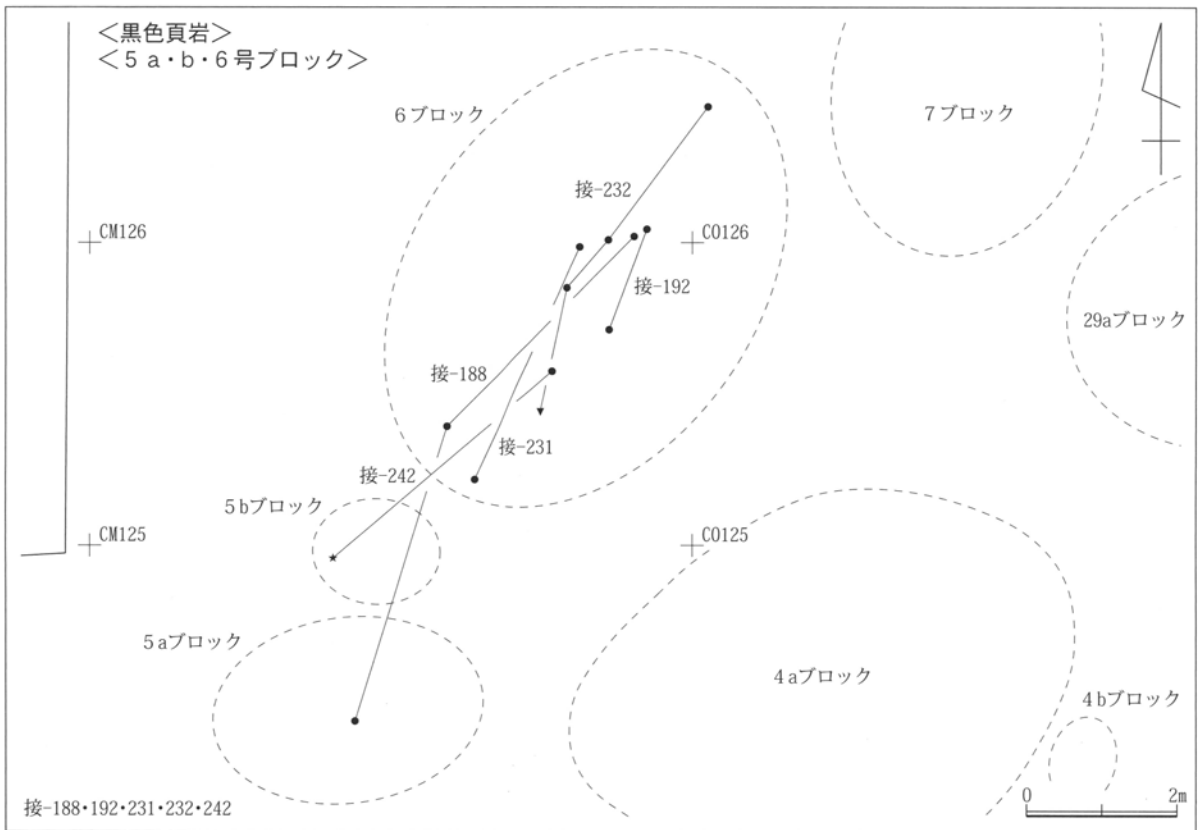 ＜黒色頁岩＞
＜５ａ・ｂ・６号ブロック＞
6ブロック
7ブロック
接-232
CM126
CO126
接-192
29aブロック
接-188
接-231
接-242
5bブロック
CM125
CO125
5aブロック
4aブロック
4bブロック
接-188・192・231・232・242
0 2m